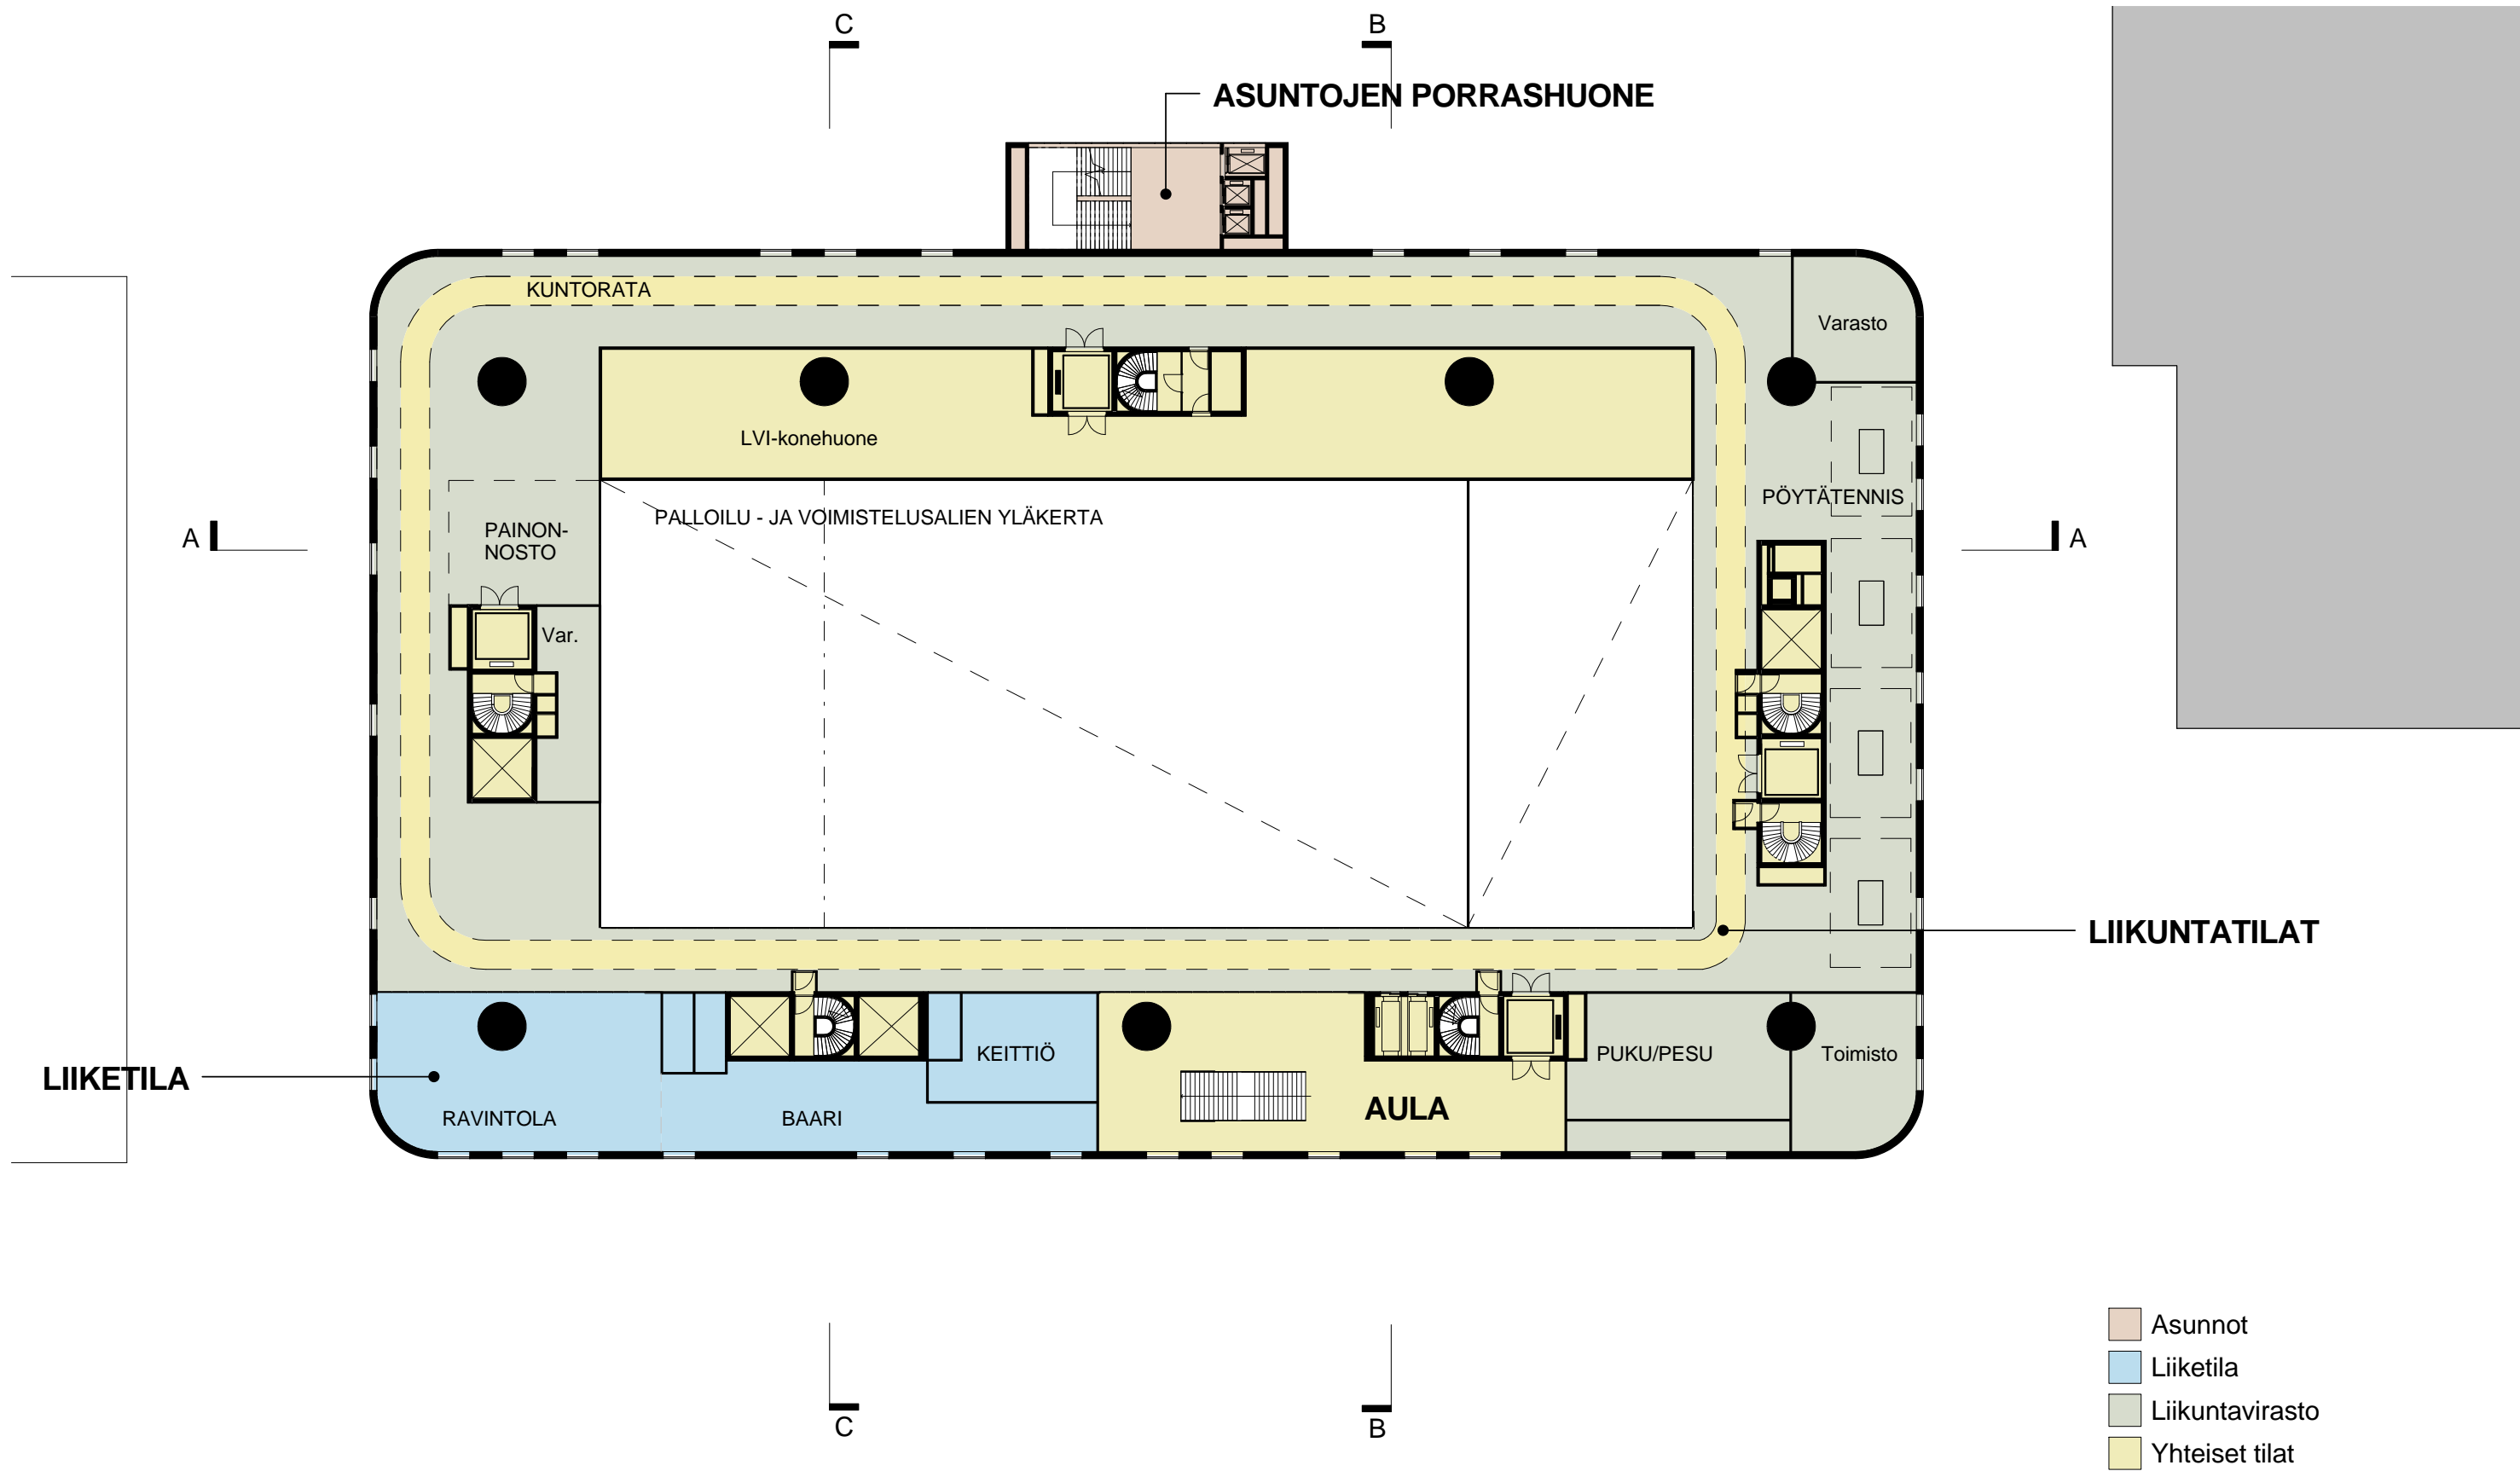 C
B
ASUNTOJEN PORRASHUONE
KUNTORATA
Varasto
LVI-konehuone
PÖYTÄTENNIS
PALLOILU - JA VOIMISTELUSALIEN YLÄKERTA
PAINON-
NOSTO
A
A
Var.
LIIKUNTATILAT
KEITTIÖ
PUKU/PESU
Toimisto
LIIKETILA
RAVINTOLA
BAARI
AULA
Asunnot
Liiketila
Liikuntavirasto
Yhteiset tilat
C
B